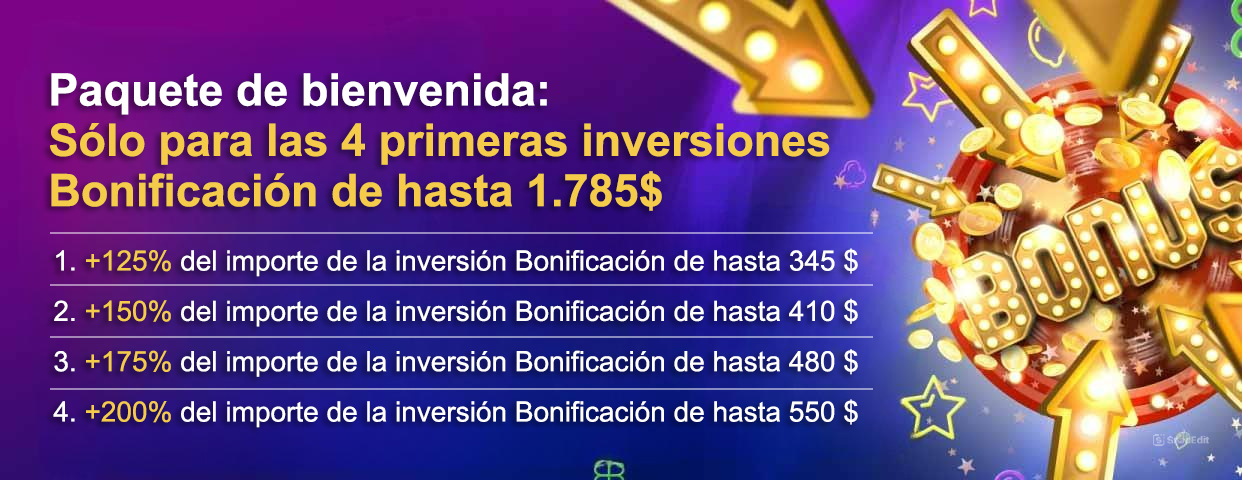 Paquete de bienvenida:
Sólo para las 4 primeras inversiones
Bonificación de hasta 1.785$
1. +125% del importe de la inversión Bonificación de hasta 345 $
2. +150% del importe de la inversión Bonificación de hasta 410 $
3. +175% del importe de la inversión Bonificación de hasta 480 $
4. +200% del importe de la inversión Bonificación de hasta 550 $
BONUS